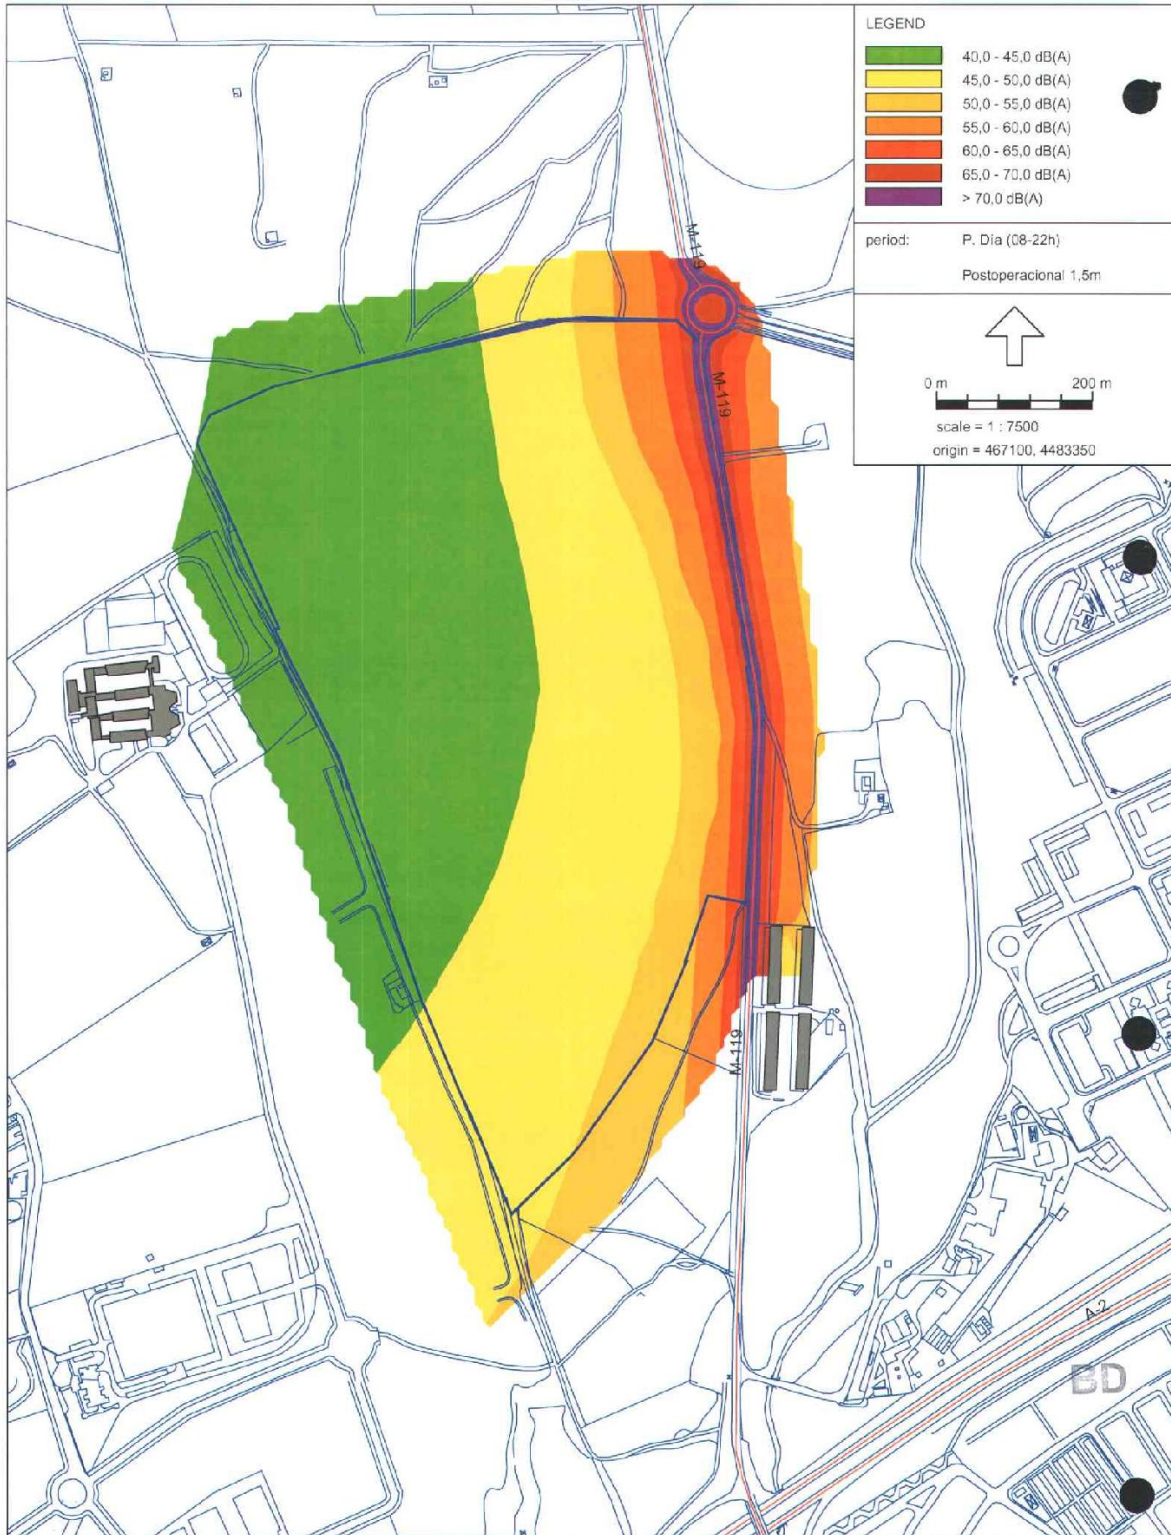 LEGEND
40,0 - 45,0 dB(A)
45,0 - 50,0 dB(A)
50,0 - 55,0 dB(A)
55,0 - 60,0 dB(A)
60,0 - 65,0 dB(A)
65,0 - 70,0 dB(A)
> 70,0 dB(A)
period: P. Día (08-22h)
Postoperacional 1,5m
0 m 200 m
scale = 1 : 7500
origin = 467100, 4483350
M-119
M-119
M-119
A-2
BD